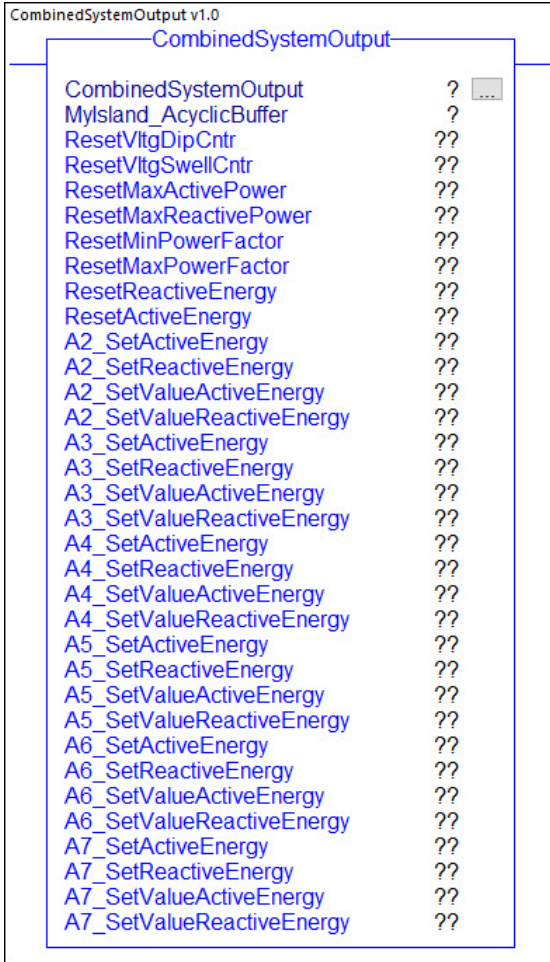 CombinedSystemOutput v1.0
CombinedSystemOutput
CombinedSystemOutput ? ...
MyIsland_AcyclicBuffer ?
ResetVltgDipCntr ??
ResetVltgSwellCntr ??
ResetMaxActivePower ??
ResetMaxReactivePower ??
ResetMinPowerFactor ??
ResetMaxPowerFactor ??
ResetReactiveEnergy ??
ResetActiveEnergy ??
A2_SetActiveEnergy ??
A2_SetReactiveEnergy ??
A2_SetValueActiveEnergy ??
A2_SetValueReactiveEnergy ??
A3_SetActiveEnergy ??
A3_SetReactiveEnergy ??
A3_SetValueActiveEnergy ??
A3_SetValueReactiveEnergy ??
A4_SetActiveEnergy ??
A4_SetReactiveEnergy ??
A4_SetValueActiveEnergy ??
A4_SetValueReactiveEnergy ??
A5_SetActiveEnergy ??
A5_SetReactiveEnergy ??
A5_SetValueActiveEnergy ??
A5_SetValueReactiveEnergy ??
A6_SetActiveEnergy ??
A6_SetReactiveEnergy ??
A6_SetValueActiveEnergy ??
A6_SetValueReactiveEnergy ??
A7_SetActiveEnergy ??
A7_SetReactiveEnergy ??
A7_SetValueActiveEnergy ??
A7_SetValueReactiveEnergy ??